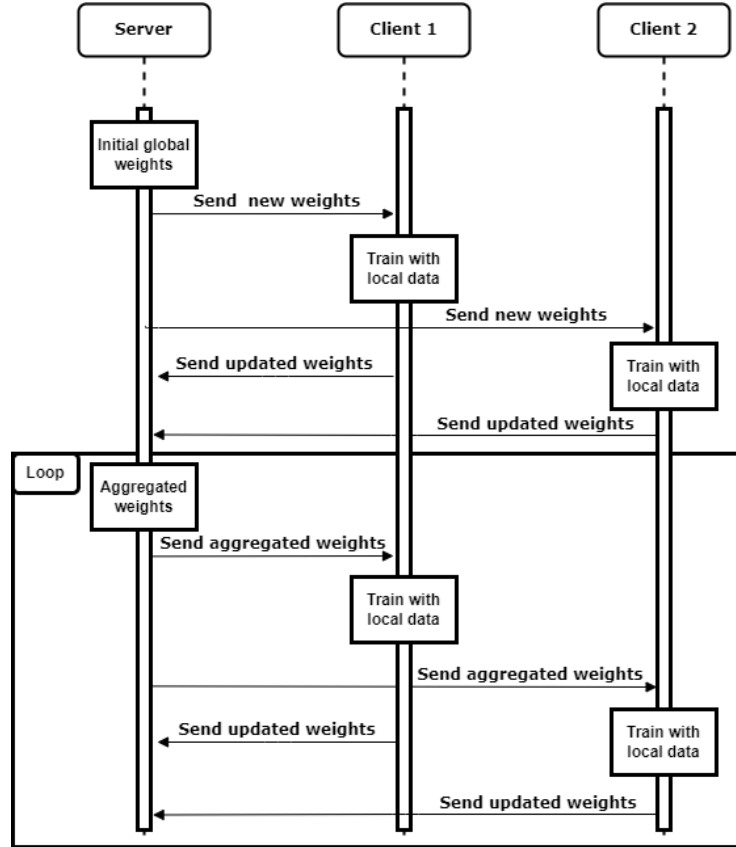 Server
Client 1
Client 2
Initial global
weights
Send new weights
Train with
local data
Send new weights
Send updated weights
Train with
local data
Send updated weights
Loop
Aggregated
weights
Send aggregated weights
Train with
local data
Send aggregated weights
Send updated weights
Train with
local data
Send updated weights